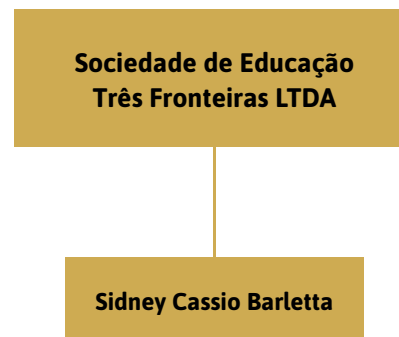 Sociedade de Educação
Três Fronteiras LTDA
Sidney Cassio Barletta